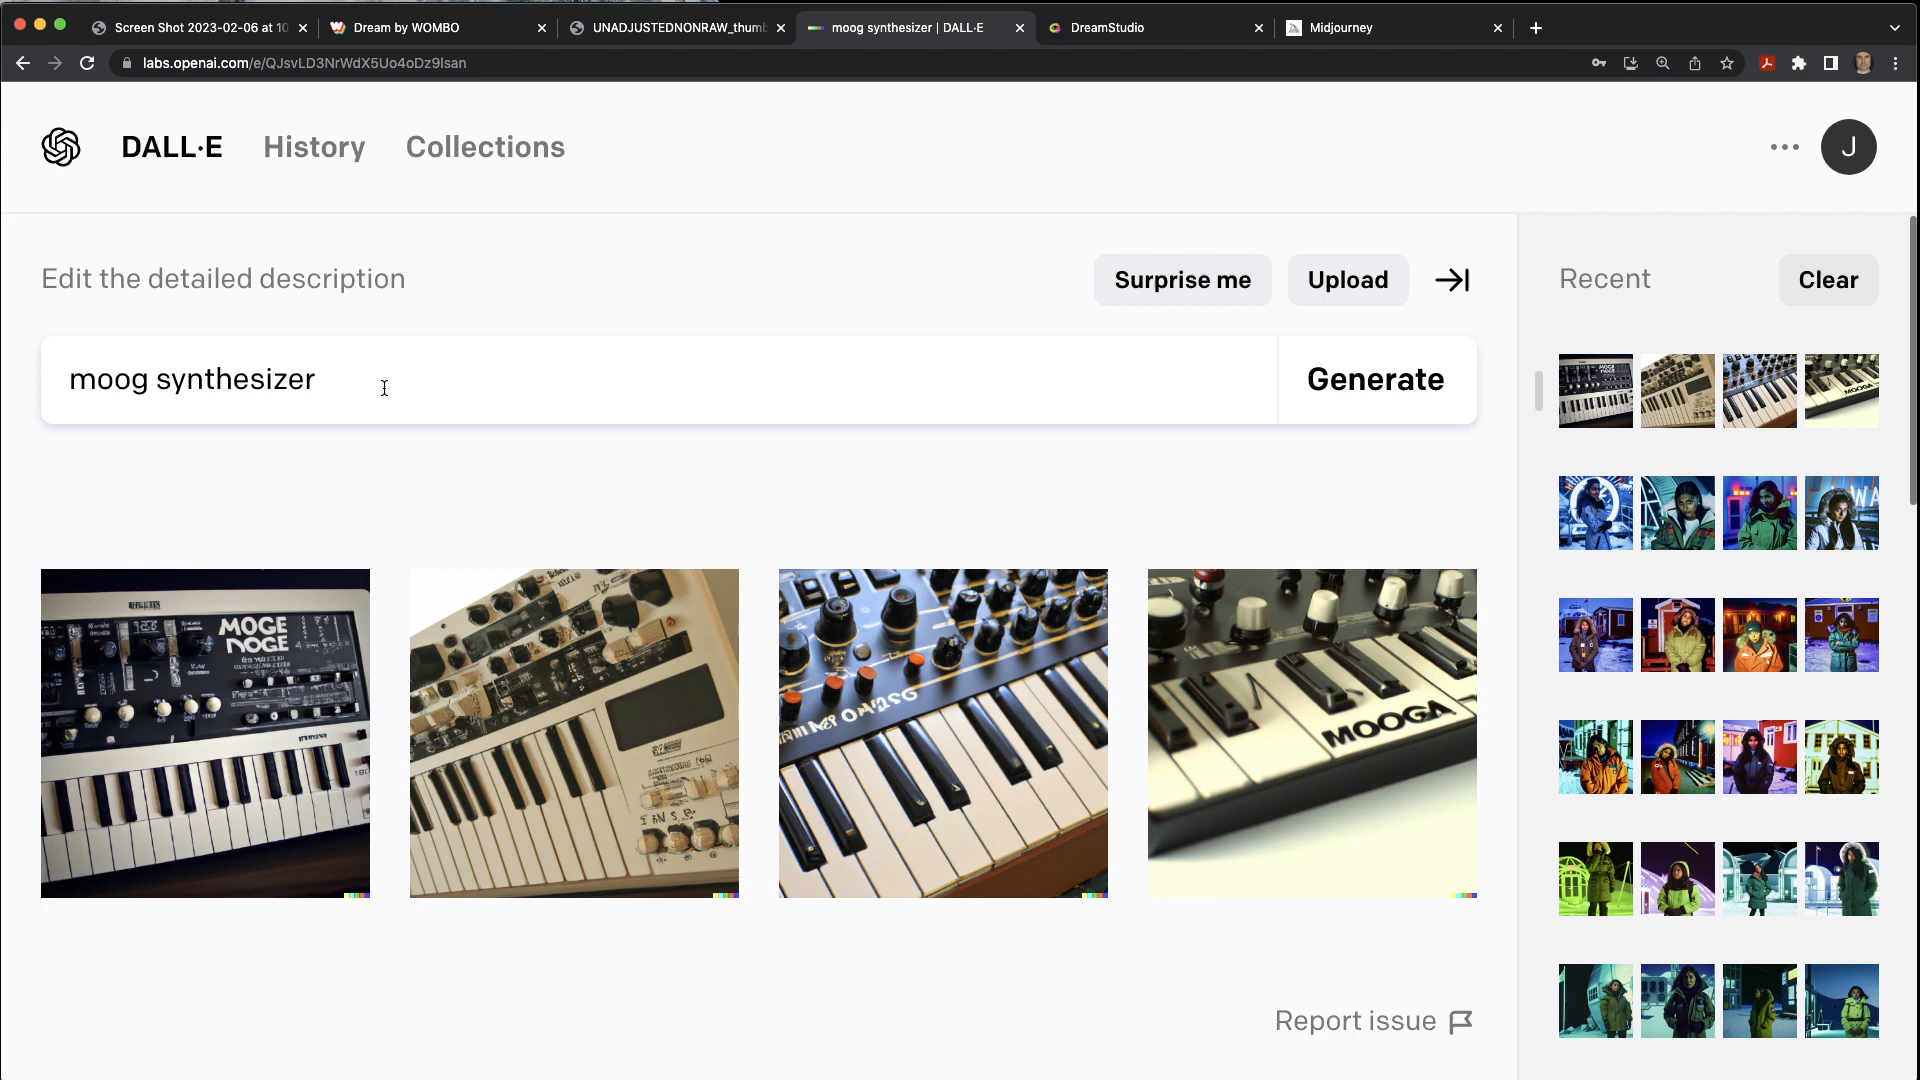 Screen Shot 2023-02-06 at 10
Dream by WOMBO
UNADJUSTEDNONRAW_thumb
moog synthesizer | DALL·E
DreamStudio
Midjourney
labs.openai.com/e/QJsvLD3NrWdX5Uo4oDz9lsan
DALL·E
History
Collections
J
Edit the detailed description
Surprise me
Upload
Recent
Clear
moog synthesizer
Generate
MOGE
NOGE
MOOGA
Report issue